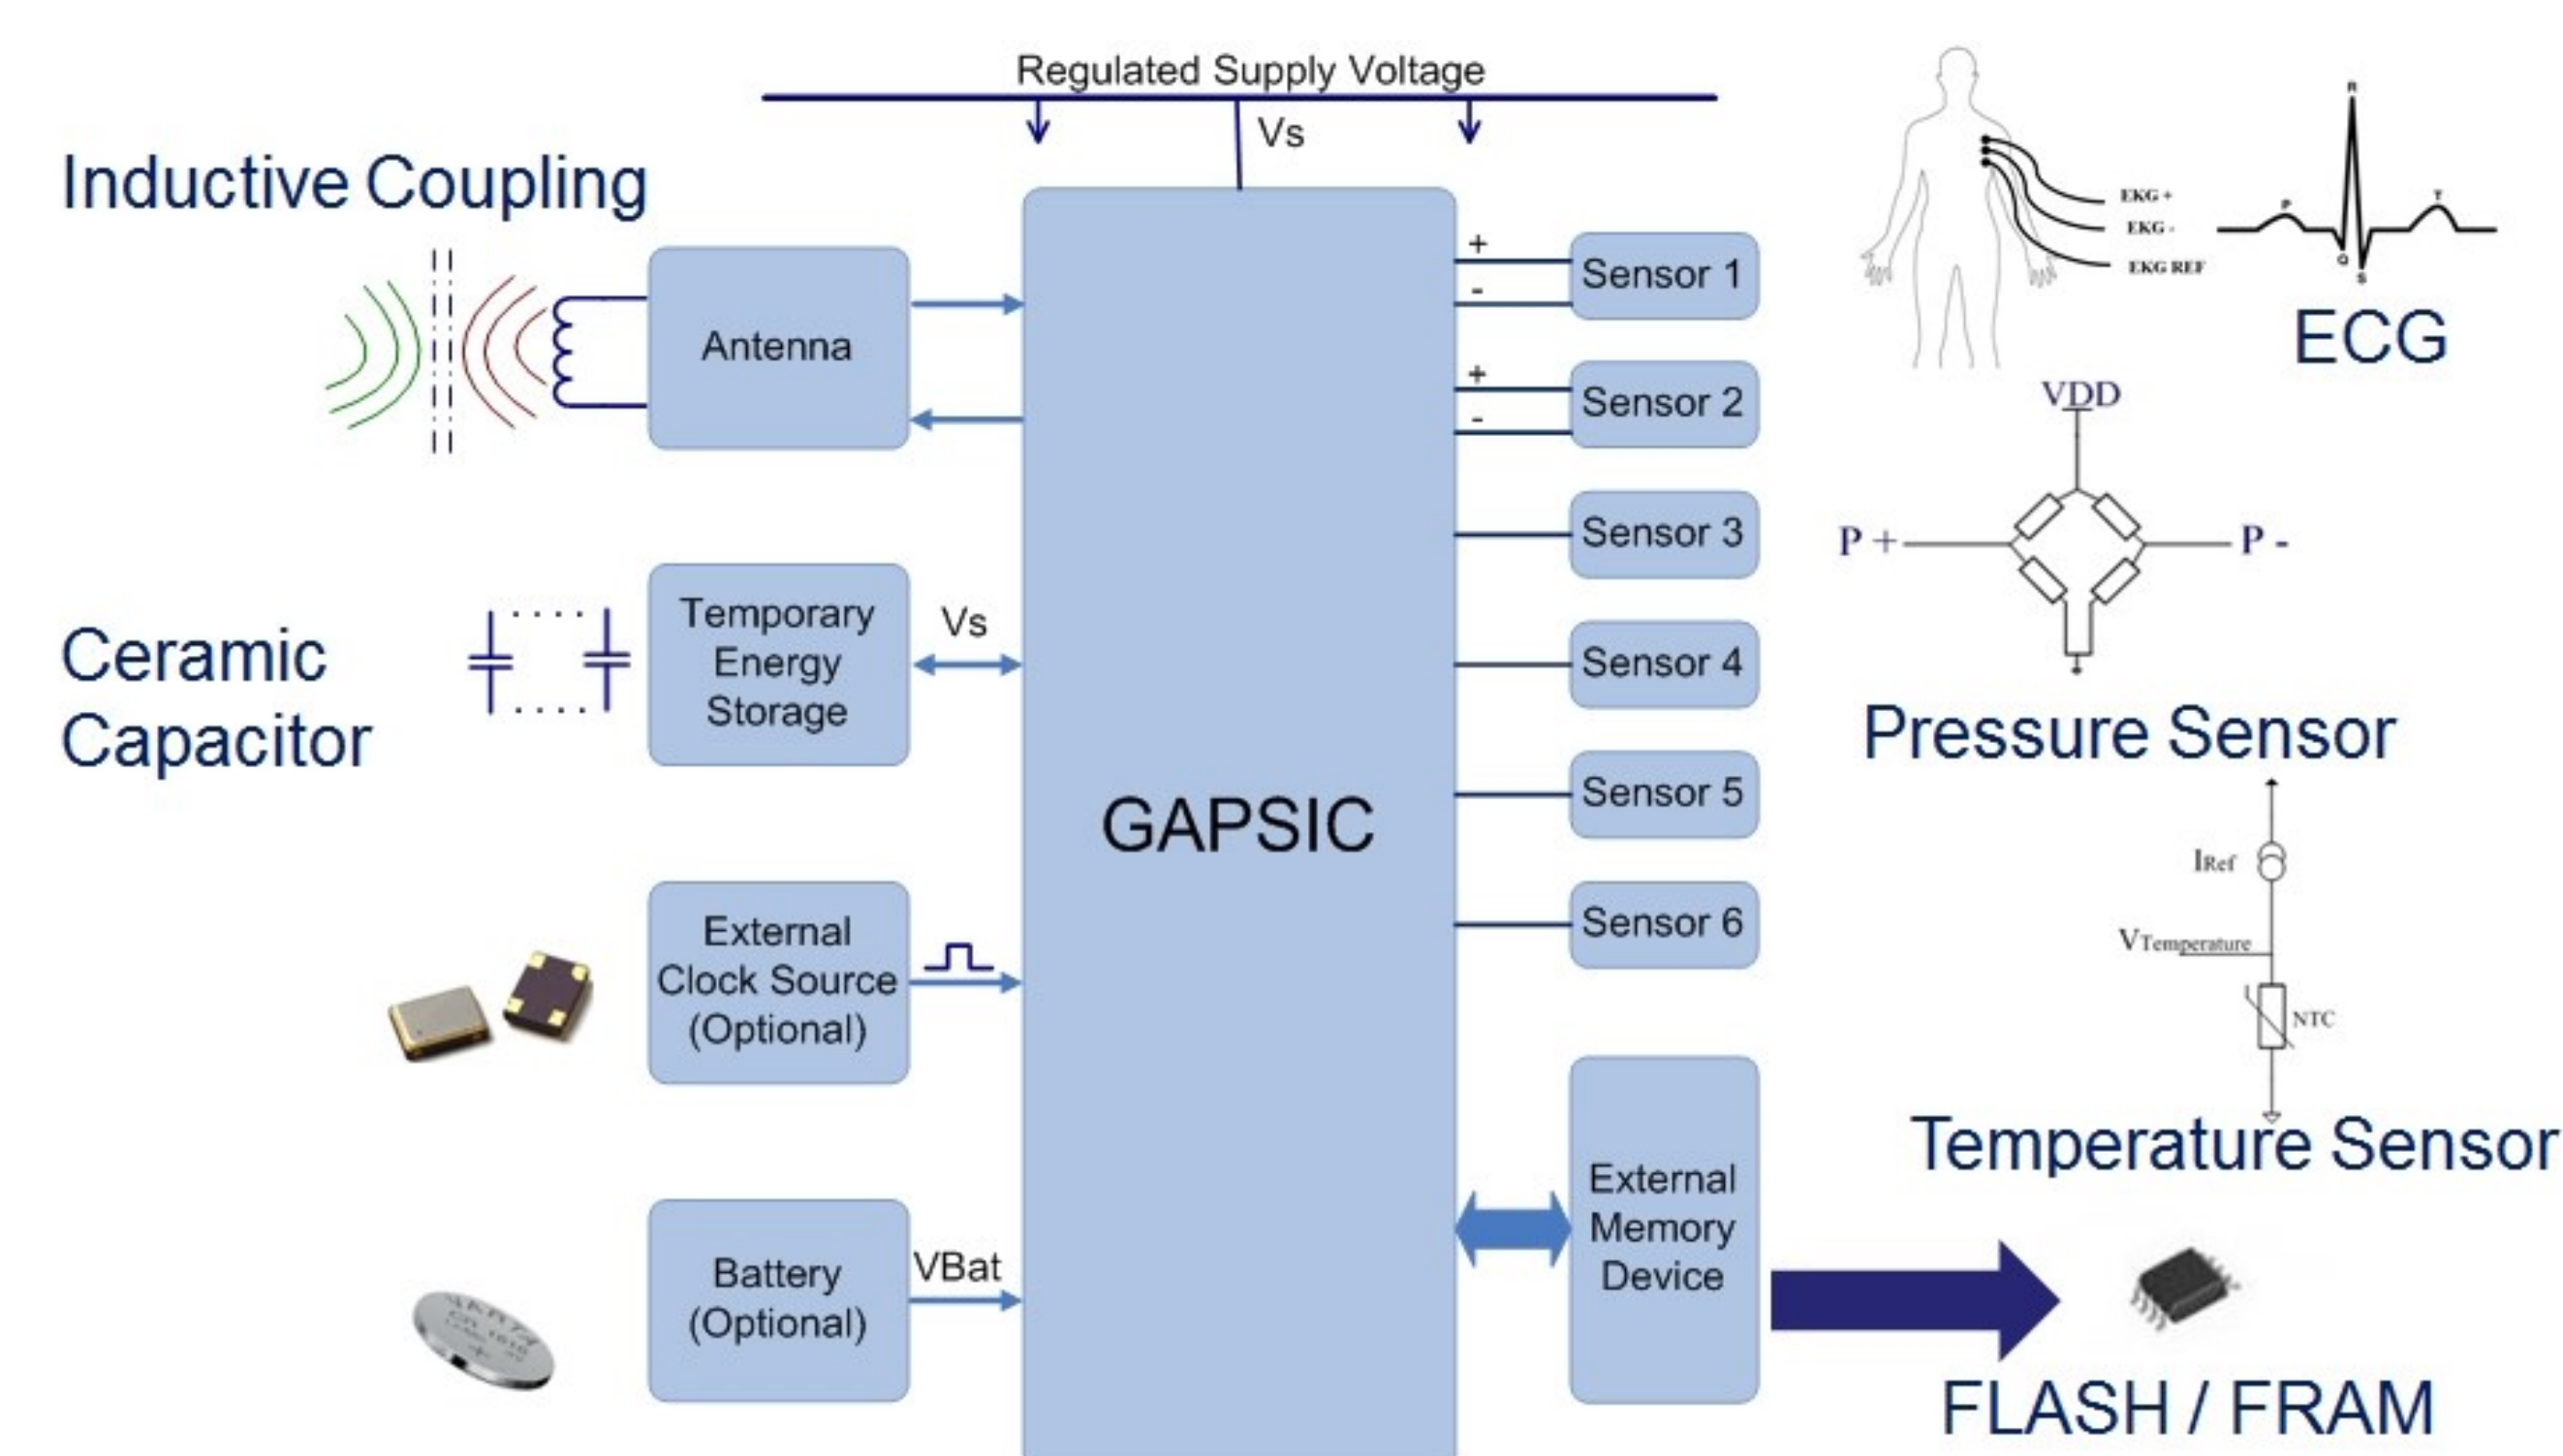 Regulated Supply Voltage
Vs
Inductive Coupling
Antenna
Ceramic
Capacitor
Temporary
Energy
Storage
Vs
External
Clock Source
(Optional)
Battery
(Optional)
VBat
GAPSIC
+
-
Sensor 1
+
-
Sensor 2
Sensor 3
Sensor 4
Sensor 5
Sensor 6
External
Memory
Device
EKG +
EKG -
EKG REF
R
P
T
Q
S
ECG
VDD
P +
P -
Pressure Sensor
IRef
VTemperature
NTC
Temperature Sensor
FLASH / FRAM